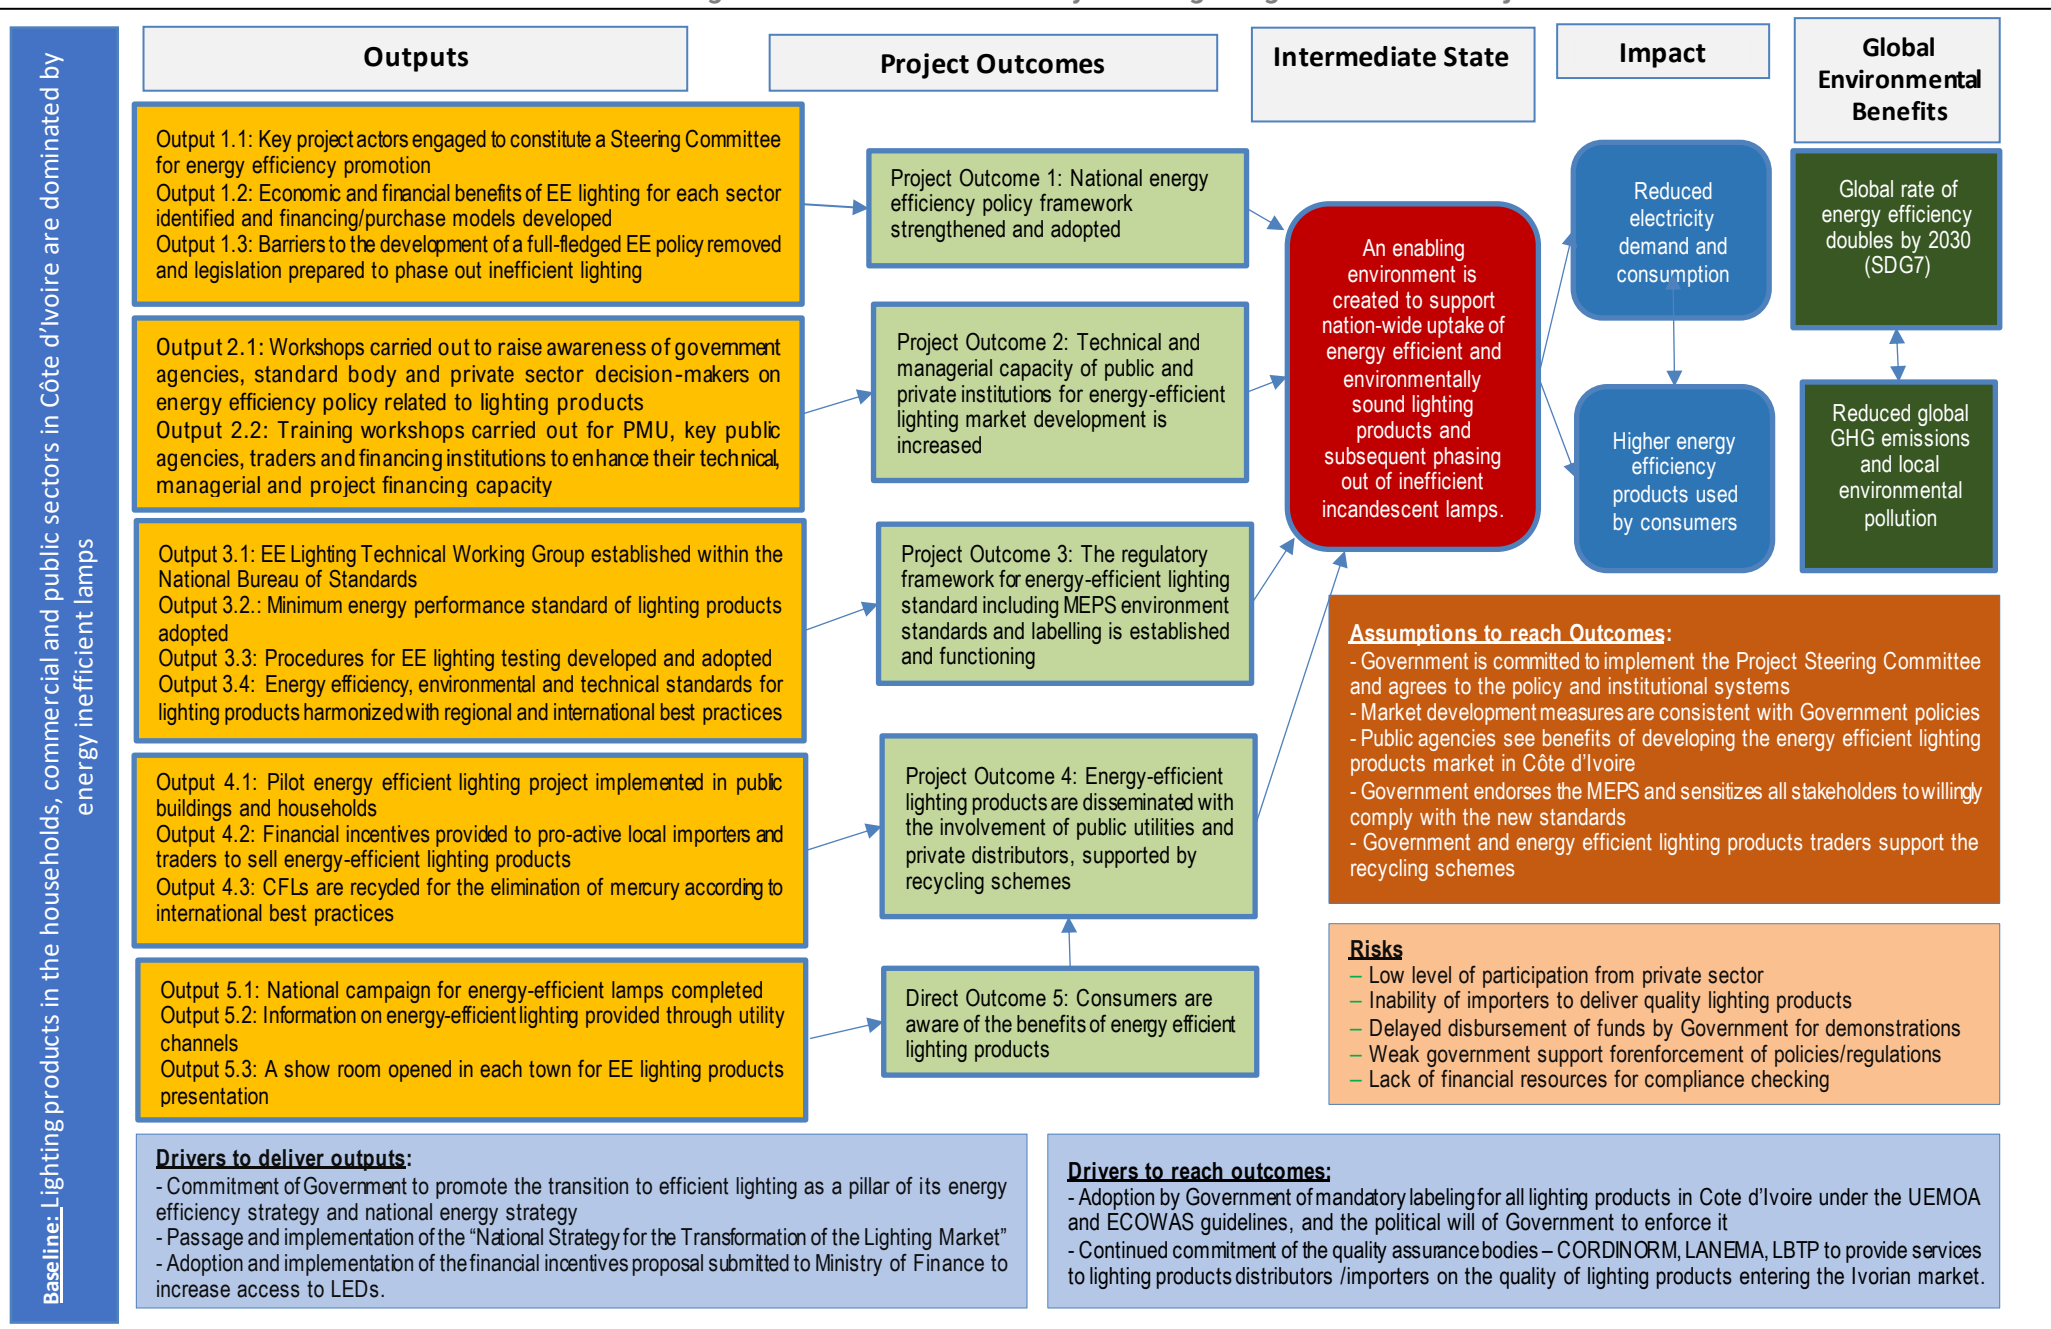 Outputs
Project Outcomes
Intermediate State
Impact
Global
Environmental
Benefits
Baseline: Lighting products in the households, commercial and public sectors in Côte d'Ivoire are dominated by
energy inefficient lamps
Output 1.1: Key project actors engaged to constitute a Steering Committee
for energy efficiency promotion
Output 1.2: Economic and financial benefits of EE lighting for each sector
identified and financing/purchase models developed
Output 1.3: Barriers to the development of a full-fledged EE policy removed
and legislation prepared to phase out inefficient lighting
Output 2.1: Workshops carried out to raise awareness of government
agencies, standard body and private sector decision-makers on
energy efficiency policy related to lighting products
Output 2.2: Training workshops carried out for PMU, key public
agencies, traders and financing institutions to enhance their technical,
managerial and project financing capacity
Output 3.1: EE Lighting Technical Working Group established within the
National Bureau of Standards
Output 3.2.: Minimum energy performance standard of lighting products
adopted
Output 3.3: Procedures for EE lighting testing developed and adopted
Output 3.4: Energy efficiency, environmental and technical standards for
lighting products harmonized with regional and international best practices
Output 4.1: Pilot energy efficient lighting project implemented in public
buildings and households
Output 4.2: Financial incentives provided to pro-active local importers and
traders to sell energy-efficient lighting products
Output 4.3: CFLs are recycled for the elimination of mercury according to
international best practices
Output 5.1: National campaign for energy-efficient lamps completed
Output 5.2: Information on energy-efficient lighting provided through utility
channels
Output 5.3: A show room opened in each town for EE lighting products
presentation
Project Outcome 1: National energy
efficiency policy framework
strengthened and adopted
Project Outcome 2: Technical and
managerial capacity of public and
private institutions for energy-efficient
lighting market development is
increased
Project Outcome 3: The regulatory
framework for energy-efficient lighting
standard including MEPS environment
standards and labelling is established
and functioning
Project Outcome 4: Energy-efficient
lighting products are disseminated with
the involvement of public utilities and
private distributors, supported by
recycling schemes
Direct Outcome 5: Consumers are
aware of the benefits of energy efficient
lighting products
An enabling
environment is
created to support
nation-wide uptake of
energy efficient and
environmentally
sound lighting
products and
subsequent phasing
out of inefficient
incandescent lamps.
Reduced
electricity
demand and
consumption
Higher energy
efficiency
products used
by consumers
Global rate of
energy efficiency
doubles by 2030
(SDG7)
Reduced global
GHG emissions
and local
environmental
pollution
Assumptions to reach Outcomes:
- Government is committed to implement the Project Steering Committee
and agrees to the policy and institutional systems
- Market development measures are consistent with Government policies
- Public agencies see benefits of developing the energy efficient lighting
products market in Côte d'Ivoire
- Government endorses the MEPS and sensitizes all stakeholders to willingly
comply with the new standards
- Government and energy efficient lighting products traders support the
recycling schemes
Risks
– Low level of participation from private sector
– Inability of importers to deliver quality lighting products
– Delayed disbursement of funds by Government for demonstrations
– Weak government support forenforcement of policies/regulations
– Lack of financial resources for compliance checking
Drivers to deliver outputs:
- Commitment of Government to promote the transition to efficient lighting as a pillar of its energy
efficiency strategy and national energy strategy
- Passage and implementation of the “National Strategy for the Transformation of the Lighting Market”
- Adoption and implementation of the financial incentives proposal submitted to Ministry of Finance to
increase access to LEDs.
Drivers to reach outcomes:
- Adoption by Government of mandatory labeling for all lighting products in Cote d'Ivoire under the UEMOA
and ECOWAS guidelines, and the political will of Government to enforce it
- Continued commitment of the quality assurance bodies – CORDINORM, LANEMA, LBTP to provide services
to lighting products distributors /importers on the quality of lighting products entering the Ivorian market.